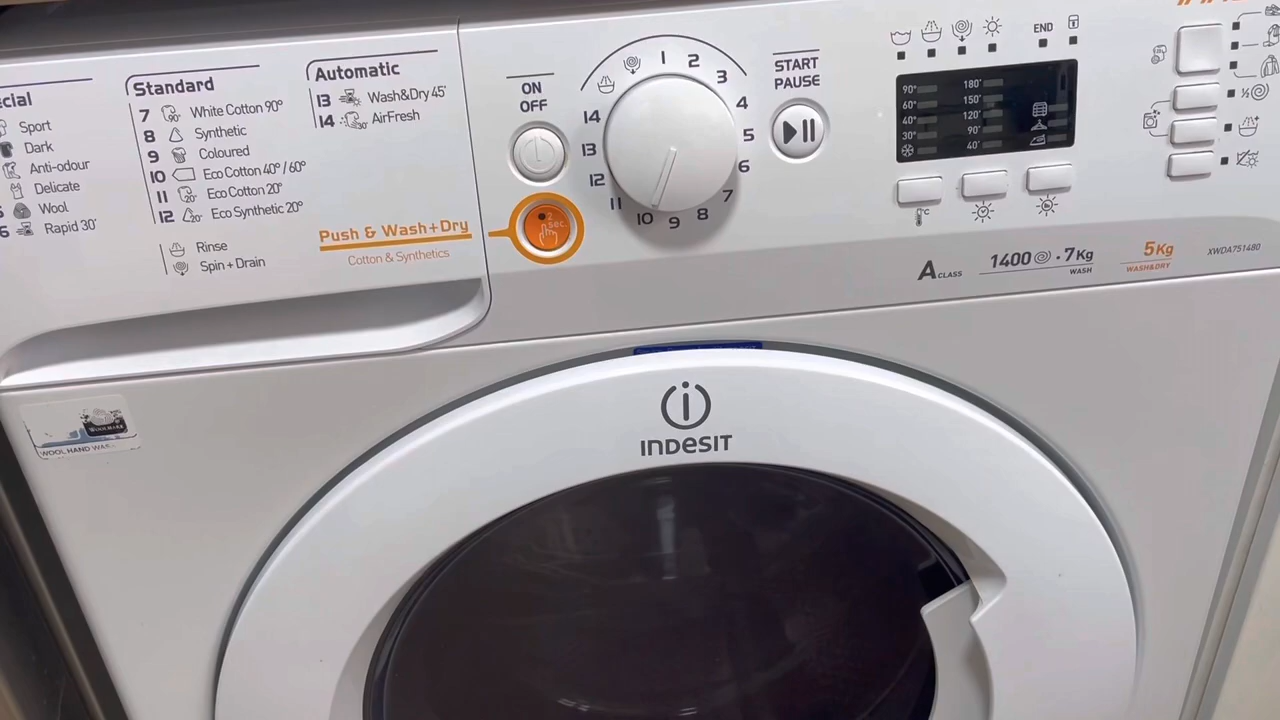 Sport
Dark
Anti-odour
Delicate
Wool
6 Rapid 30'
Standard
7 White Cotton 90°
8 Synthetic
9 Coloured
10 Eco Cotton 40°/60°
11 Eco Cotton 20°
12 Eco Synthetic 20°
Rinse
Spin+Drain
Automatic
13 Wash&Dry 45'
14 AirFresh
Push & Wash+Dry
Cotton & Synthetics
ON
OFF
2
sec.
1
2
3
4
5
6
7
8
9
10
11
12
13
14
START
PAUSE
END
90°
60°
40°
30°
180'
150'
120'
90'
40'
A CLASS
1400 . 7Kg
WASH
5Kg
WASH&DRY
XWDA751480
INDESIT
WOOLMARK